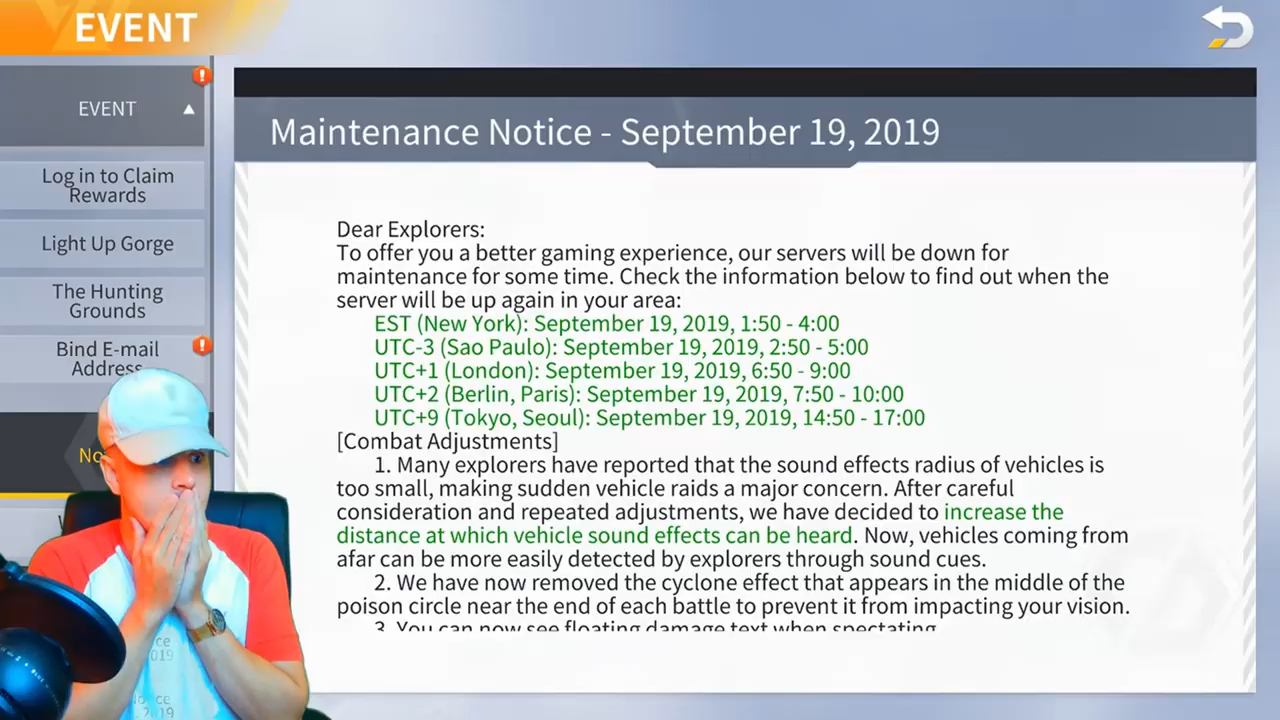 EVENT
EVENT
Log in to Claim
Rewards
Light Up Gorge
The Hunting
Grounds
Bind E-mail
Address
Maintenance Notice - September 19, 2019
Dear Explorers:
To offer you a better gaming experience, our servers will be down for
maintenance for some time. Check the information below to find out when the
server will be up again in your area:
EST (New York): September 19, 2019, 1:50 - 4:00
UTC-3 (Sao Paulo): September 19, 2019, 2:50 - 5:00
UTC+1 (London): September 19, 2019, 6:50 - 9:00
UTC+2 (Berlin, Paris): September 19, 2019, 7:50 - 10:00
UTC+9 (Tokyo, Seoul): September 19, 2019, 14:50 - 17:00
[Combat Adjustments]
1. Many explorers have reported that the sound effects radius of vehicles is
too small, making sudden vehicle raids a major concern. After careful
consideration and repeated adjustments, we have decided to increase the
distance at which vehicle sound effects can be heard. Now, vehicles coming from
afar can be more easily detected by explorers through sound cues.
2. We have now removed the cyclone effect that appears in the middle of the
poison circle near the end of each battle to prevent it from impacting your vision.
3. You can now see floating damage text when spectating